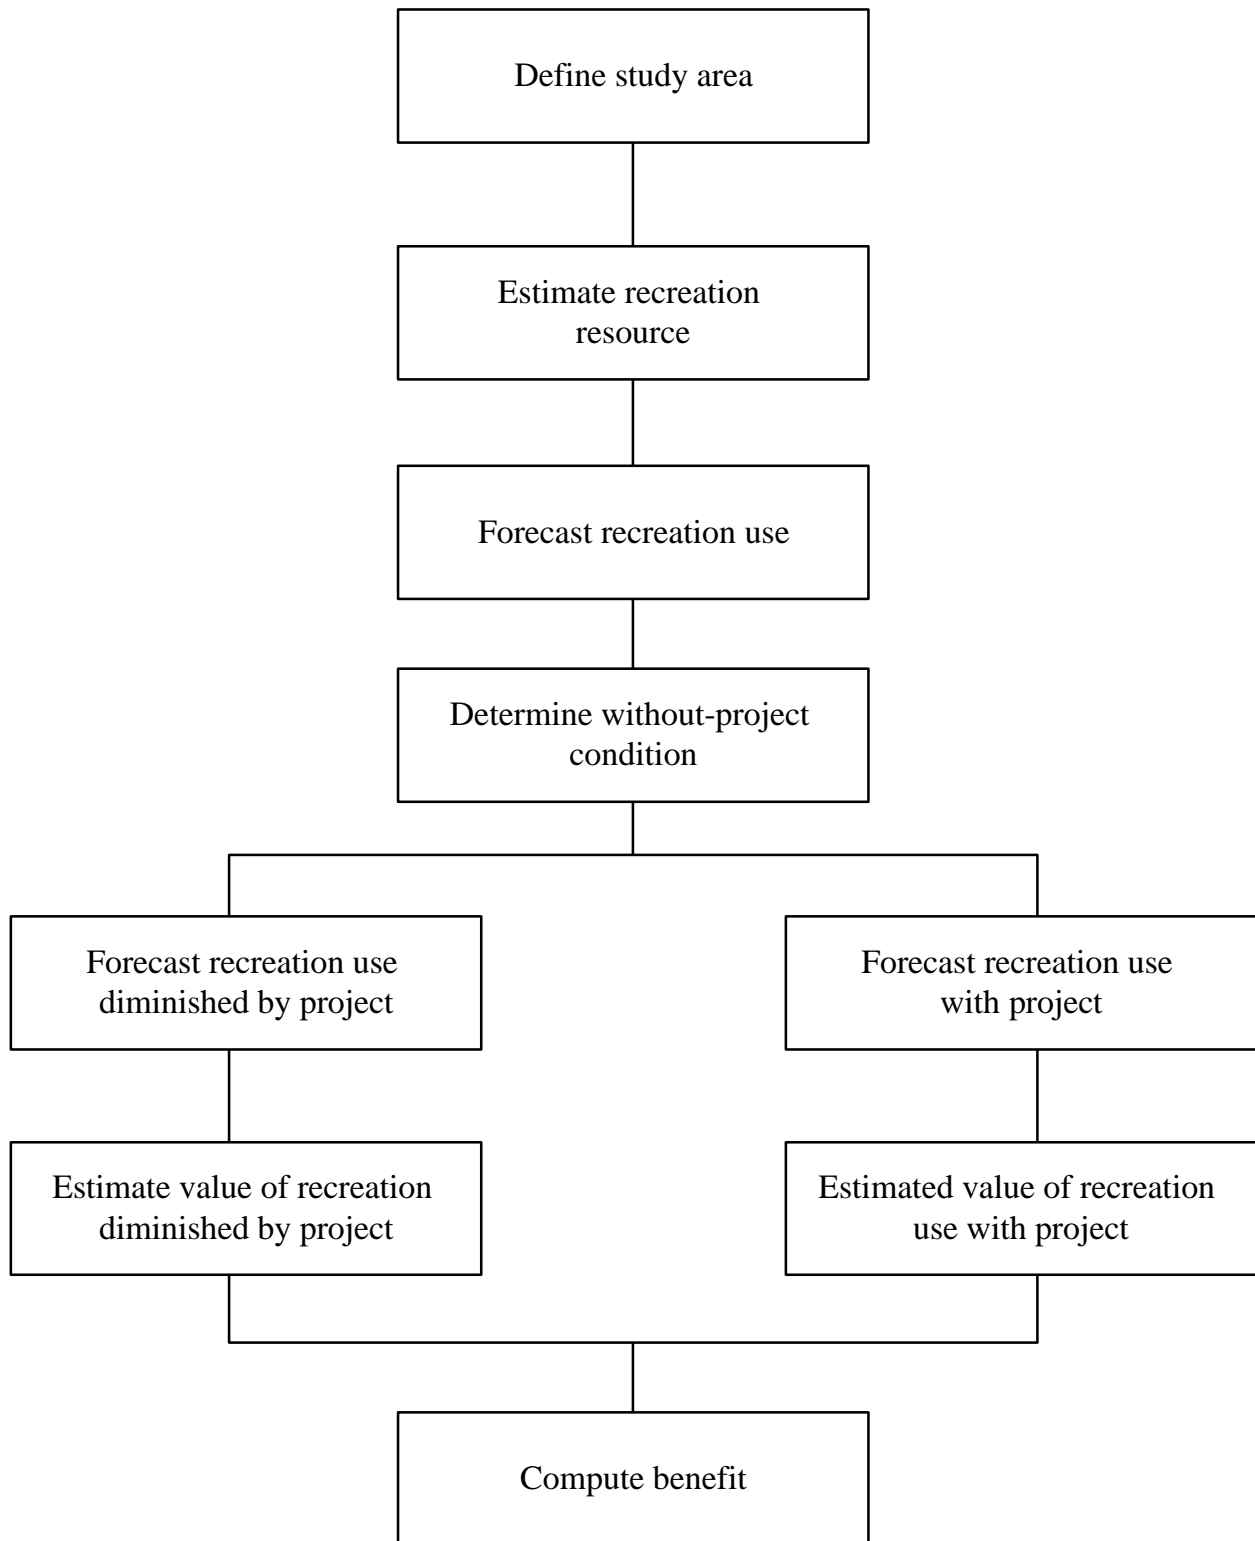 Define study area
Estimate recreation
resource
Forecast recreation use
Determine without-project
condition
Forecast recreation use
diminished by project
Forecast recreation use
with project
Estimate value of recreation
diminished by project
Estimated value of recreation
use with project
Compute benefit